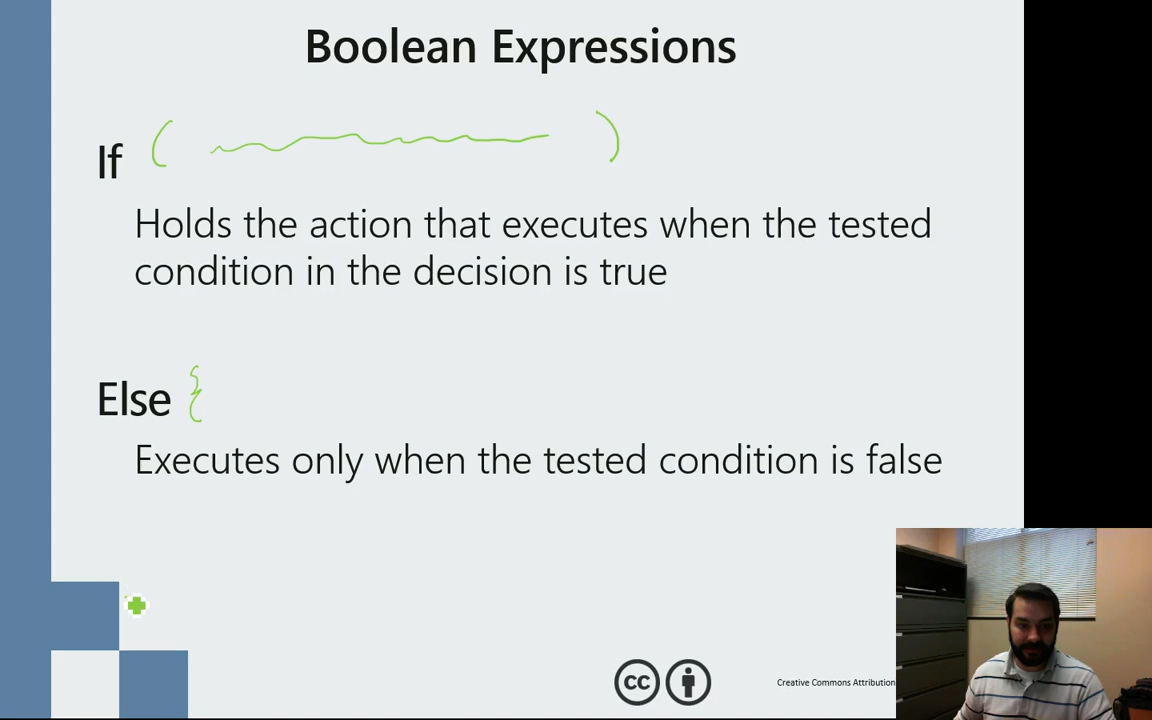 Boolean Expressions
If (                    )
Holds the action that executes when the tested
condition in the decision is true
Else {
Executes only when the tested condition is false
cc
Creative Commons Attribution